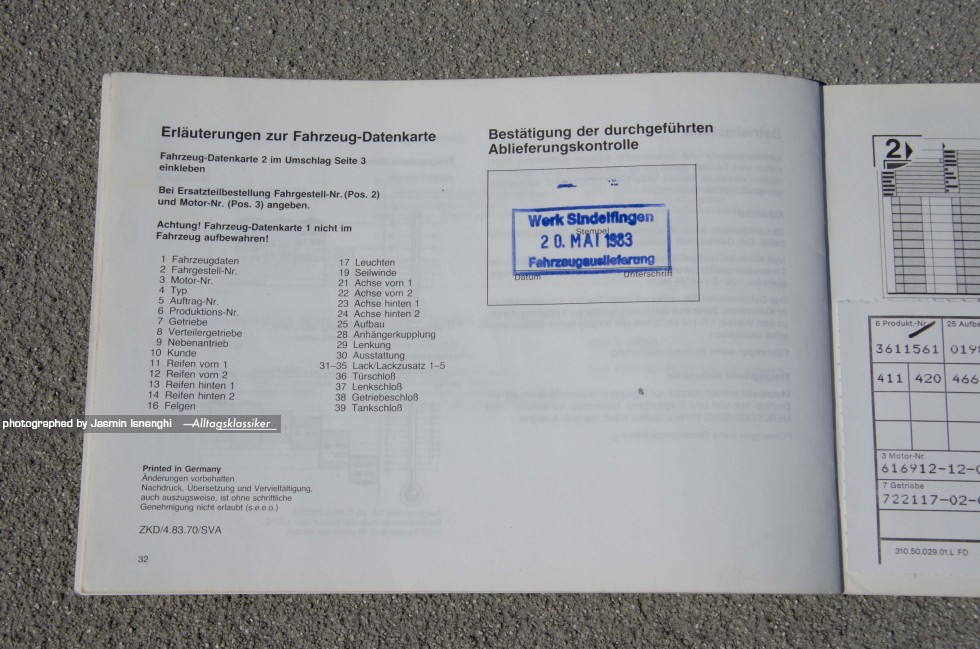 Erläuterungen zur Fahrzeug-Datenkarte
Fahrzeug-Datenkarte 2 im Umschlag Seite 3
einkleben
Bei Ersatzteilbestellung Fahrgestell-Nr. (Pos. 2)
und Motor-Nr. (Pos. 3) angeben.
Achtung! Fahrzeug-Datenkarte 1 nicht im
Fahrzeug aufbewahren!
1 Fahrzeugdaten
2 Fahrgestell-Nr.
3 Motor-Nr.
4 Typ
5 Auftrag-Nr.
6 Produktions-Nr.
7 Getriebe
8 Verteilergetriebe
9 Nebenantrieb
10 Kunde
11 Reifen vorn 1
12 Reifen vorn 2
13 Reifen hinten 1
14 Reifen hinten 2
16 Felgen
17 Leuchten
19 Seilwinde
21 Achse vorn 1
22 Achse vorn 2
23 Achse hinten 1
24 Achse hinten 2
25 Aufbau
28 Anhängerkupplung
29 Lenkung
30 Ausstattung
31–35 Lack/Lackzusatz 1–5
36 Türschloß
37 Lenkschloß
38 Getriebeschloß
39 Tankschloß
Printed in Germany
Änderungen vorbehalten
Nachdruck, Übersetzung und Vervielfältigung,
auch auszugsweise, ist ohne schriftliche
Genehmigung nicht erlaubt (s.e.e.o.)
ZKD/4.83.70/SVA
32
Bestätigung der durchgeführten
Ablieferungskontrolle
Werk Sindelfingen
Stempel
20. MAI 1983
Fahrzeugauslieferung
Datum Unterschrift
2
6 Produkt.-Nr. 25 Aufba
3611561 019
411 420 466
3 Motor-Nr.
616912-12-0
7 Getriebe
722117-02-
310.50.029.01.L FD
photographed by Jasmin Isnenghi —Alltagsklassiker